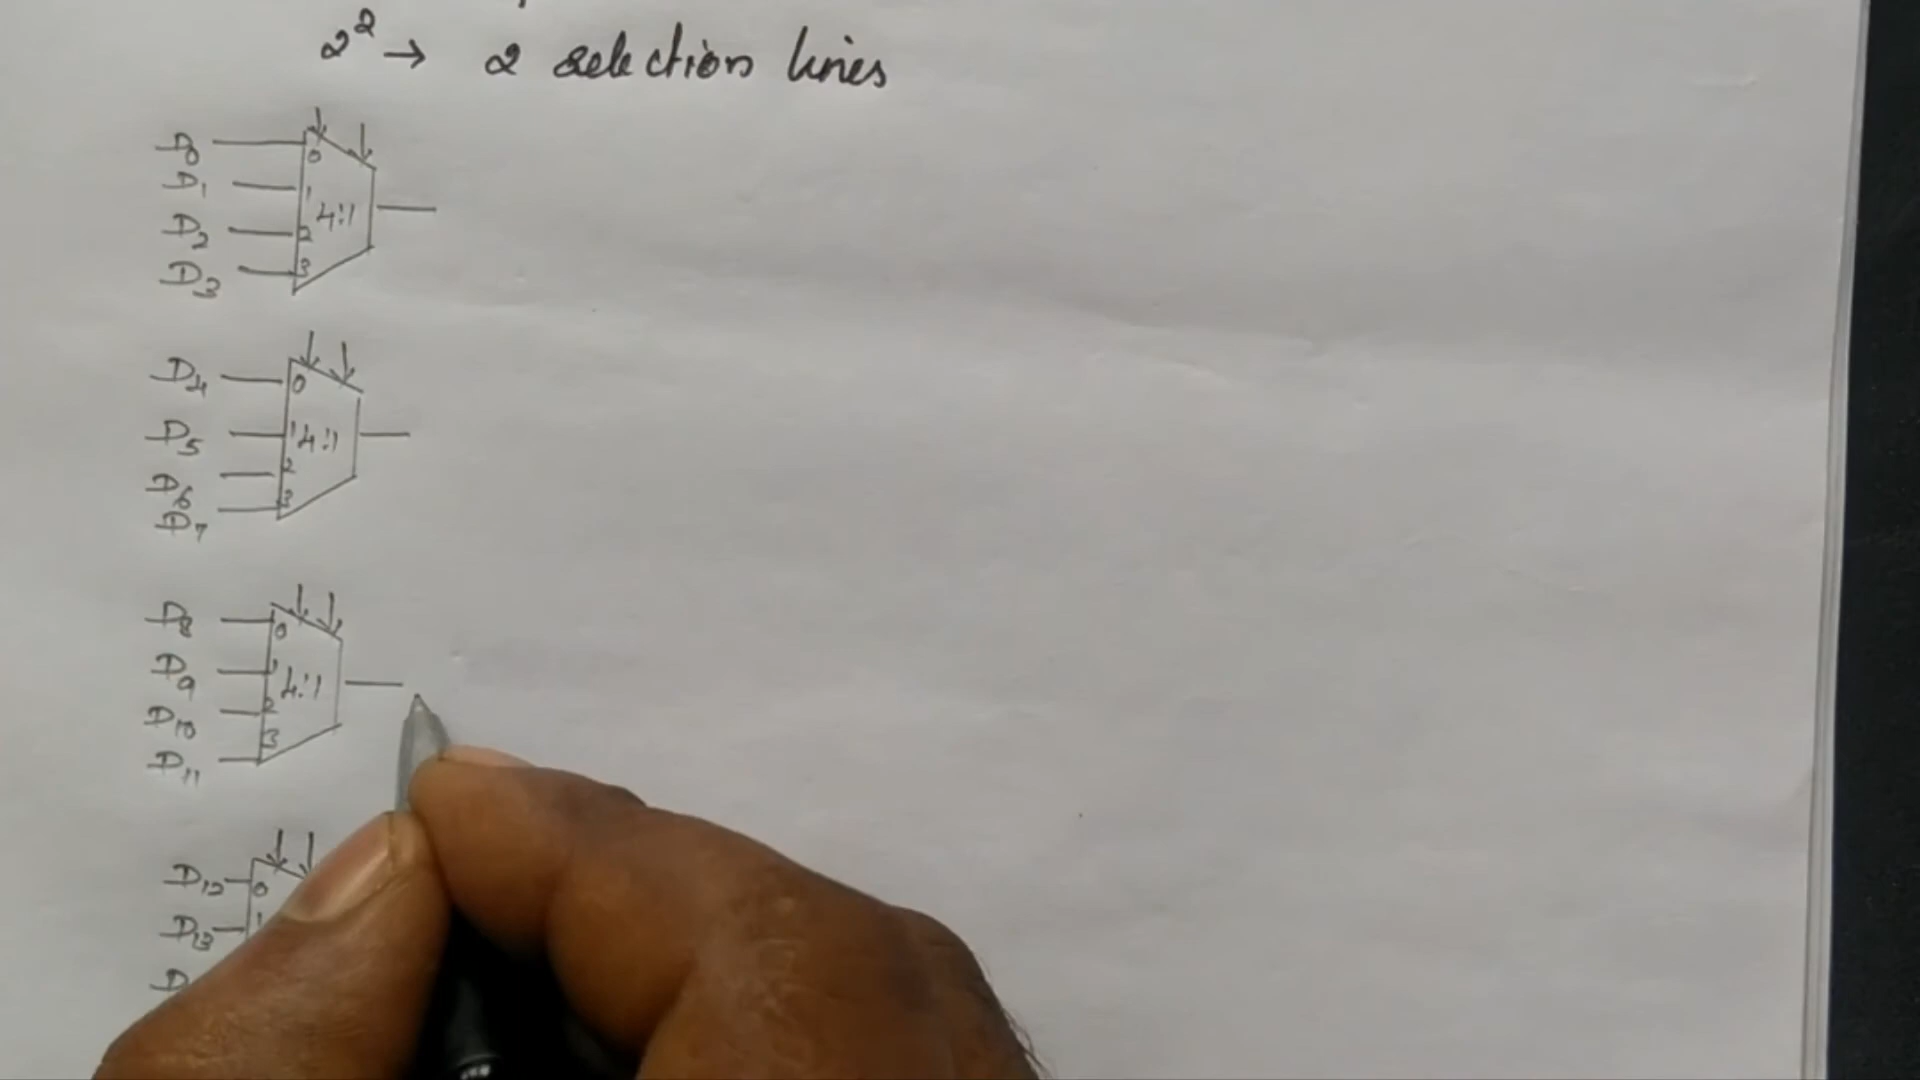 2² → 2 selection lines
D0 0
D1 1
4:1
D2 2
D3 3
D4 0
D5 1 4:1
2
D6 3
D7
D8 0
D9 1
4:1
D10 2
3
D11
D12 0
D13 1
D